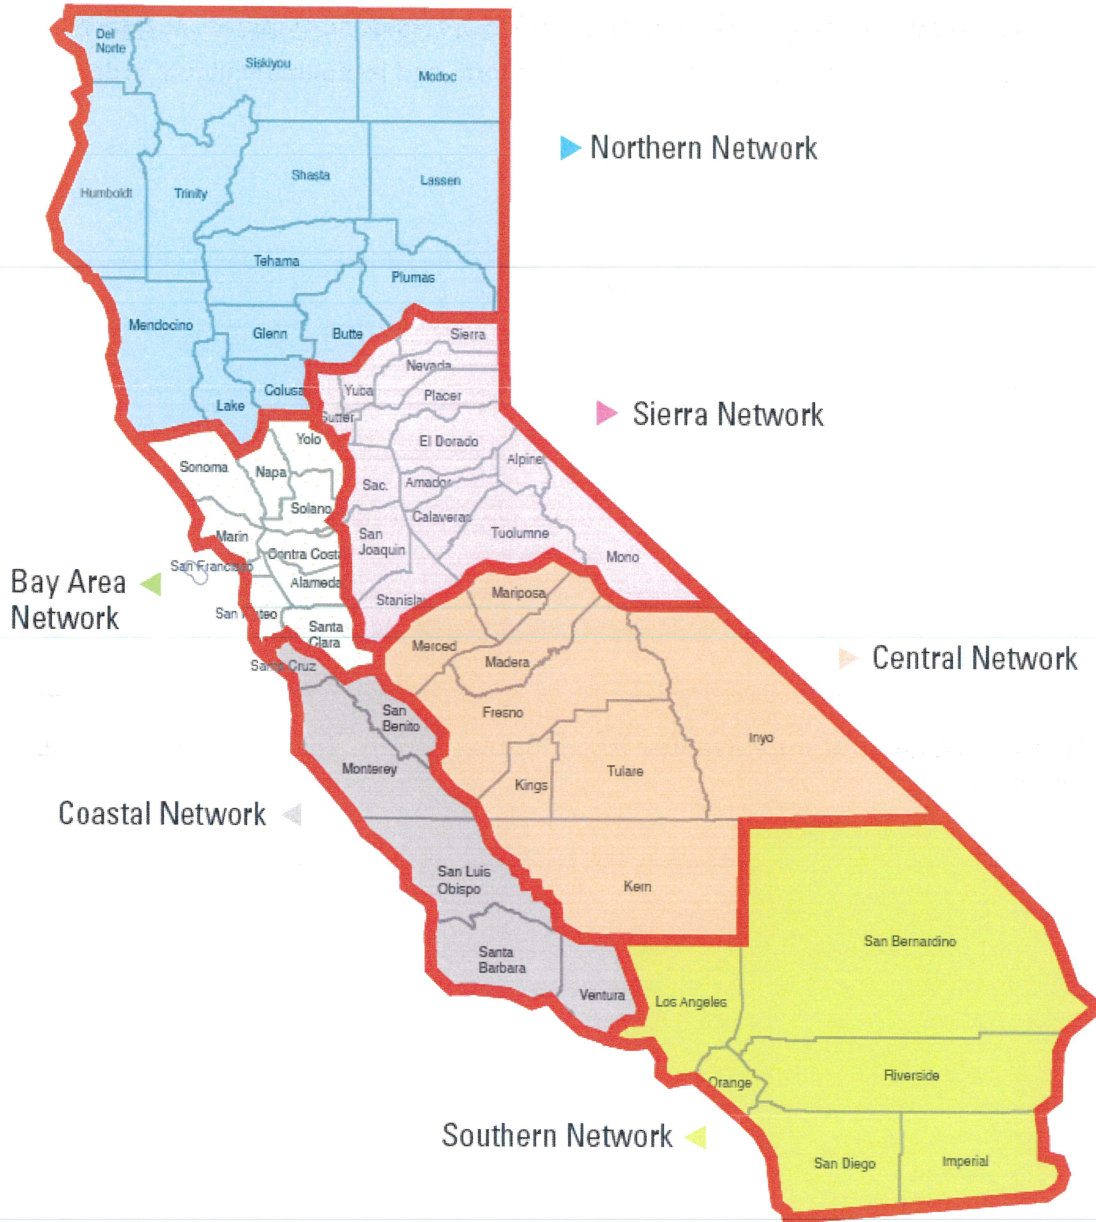 Del
Norte
Siskiyou
Modoc
Northern Network
Humboldt
Trinity
Shasta
Lassen
Tehama
Plumas
Mendocino
Glenn
Butte
Sierra
Nevada
Colusa
Yuba
Placer
Lake
Sutter
Sierra Network
Yolo
El Dorado
Sonoma
Napa
Alpine
Sac.
Amador
Solano
Calaveras
Marin
San
Joaquin
Tuolumne
Contra Costa
Mono
San Francisco
Bay Area
Network
Alameda
Mariposa
Stanislau
San Mateo
Santa
Clara
Merced
Santa Cruz
Madera
Central Network
San
Benito
Fresno
Inyo
Monterey
Tulare
Kings
Coastal Network
San Luis
Obispo
Kern
San Bernardino
Santa
Barbara
Ventura
Los Angeles
Orange
Riverside
Southern Network
San Diego
Imperial